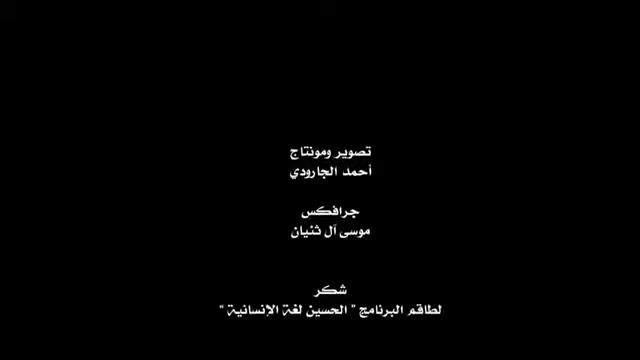 تصوير ومونتاج
أحمد الجارودي
جرافكس
موسى آل ثنيان
شكر
لطاقم البرنامج " الحسين لغة الإنسانية "